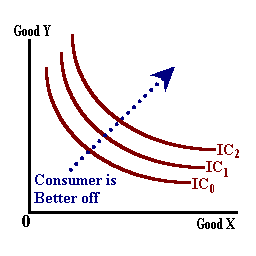 Good Y
IC2
IC1
Consumer is
Better off
IC0
0
Good X